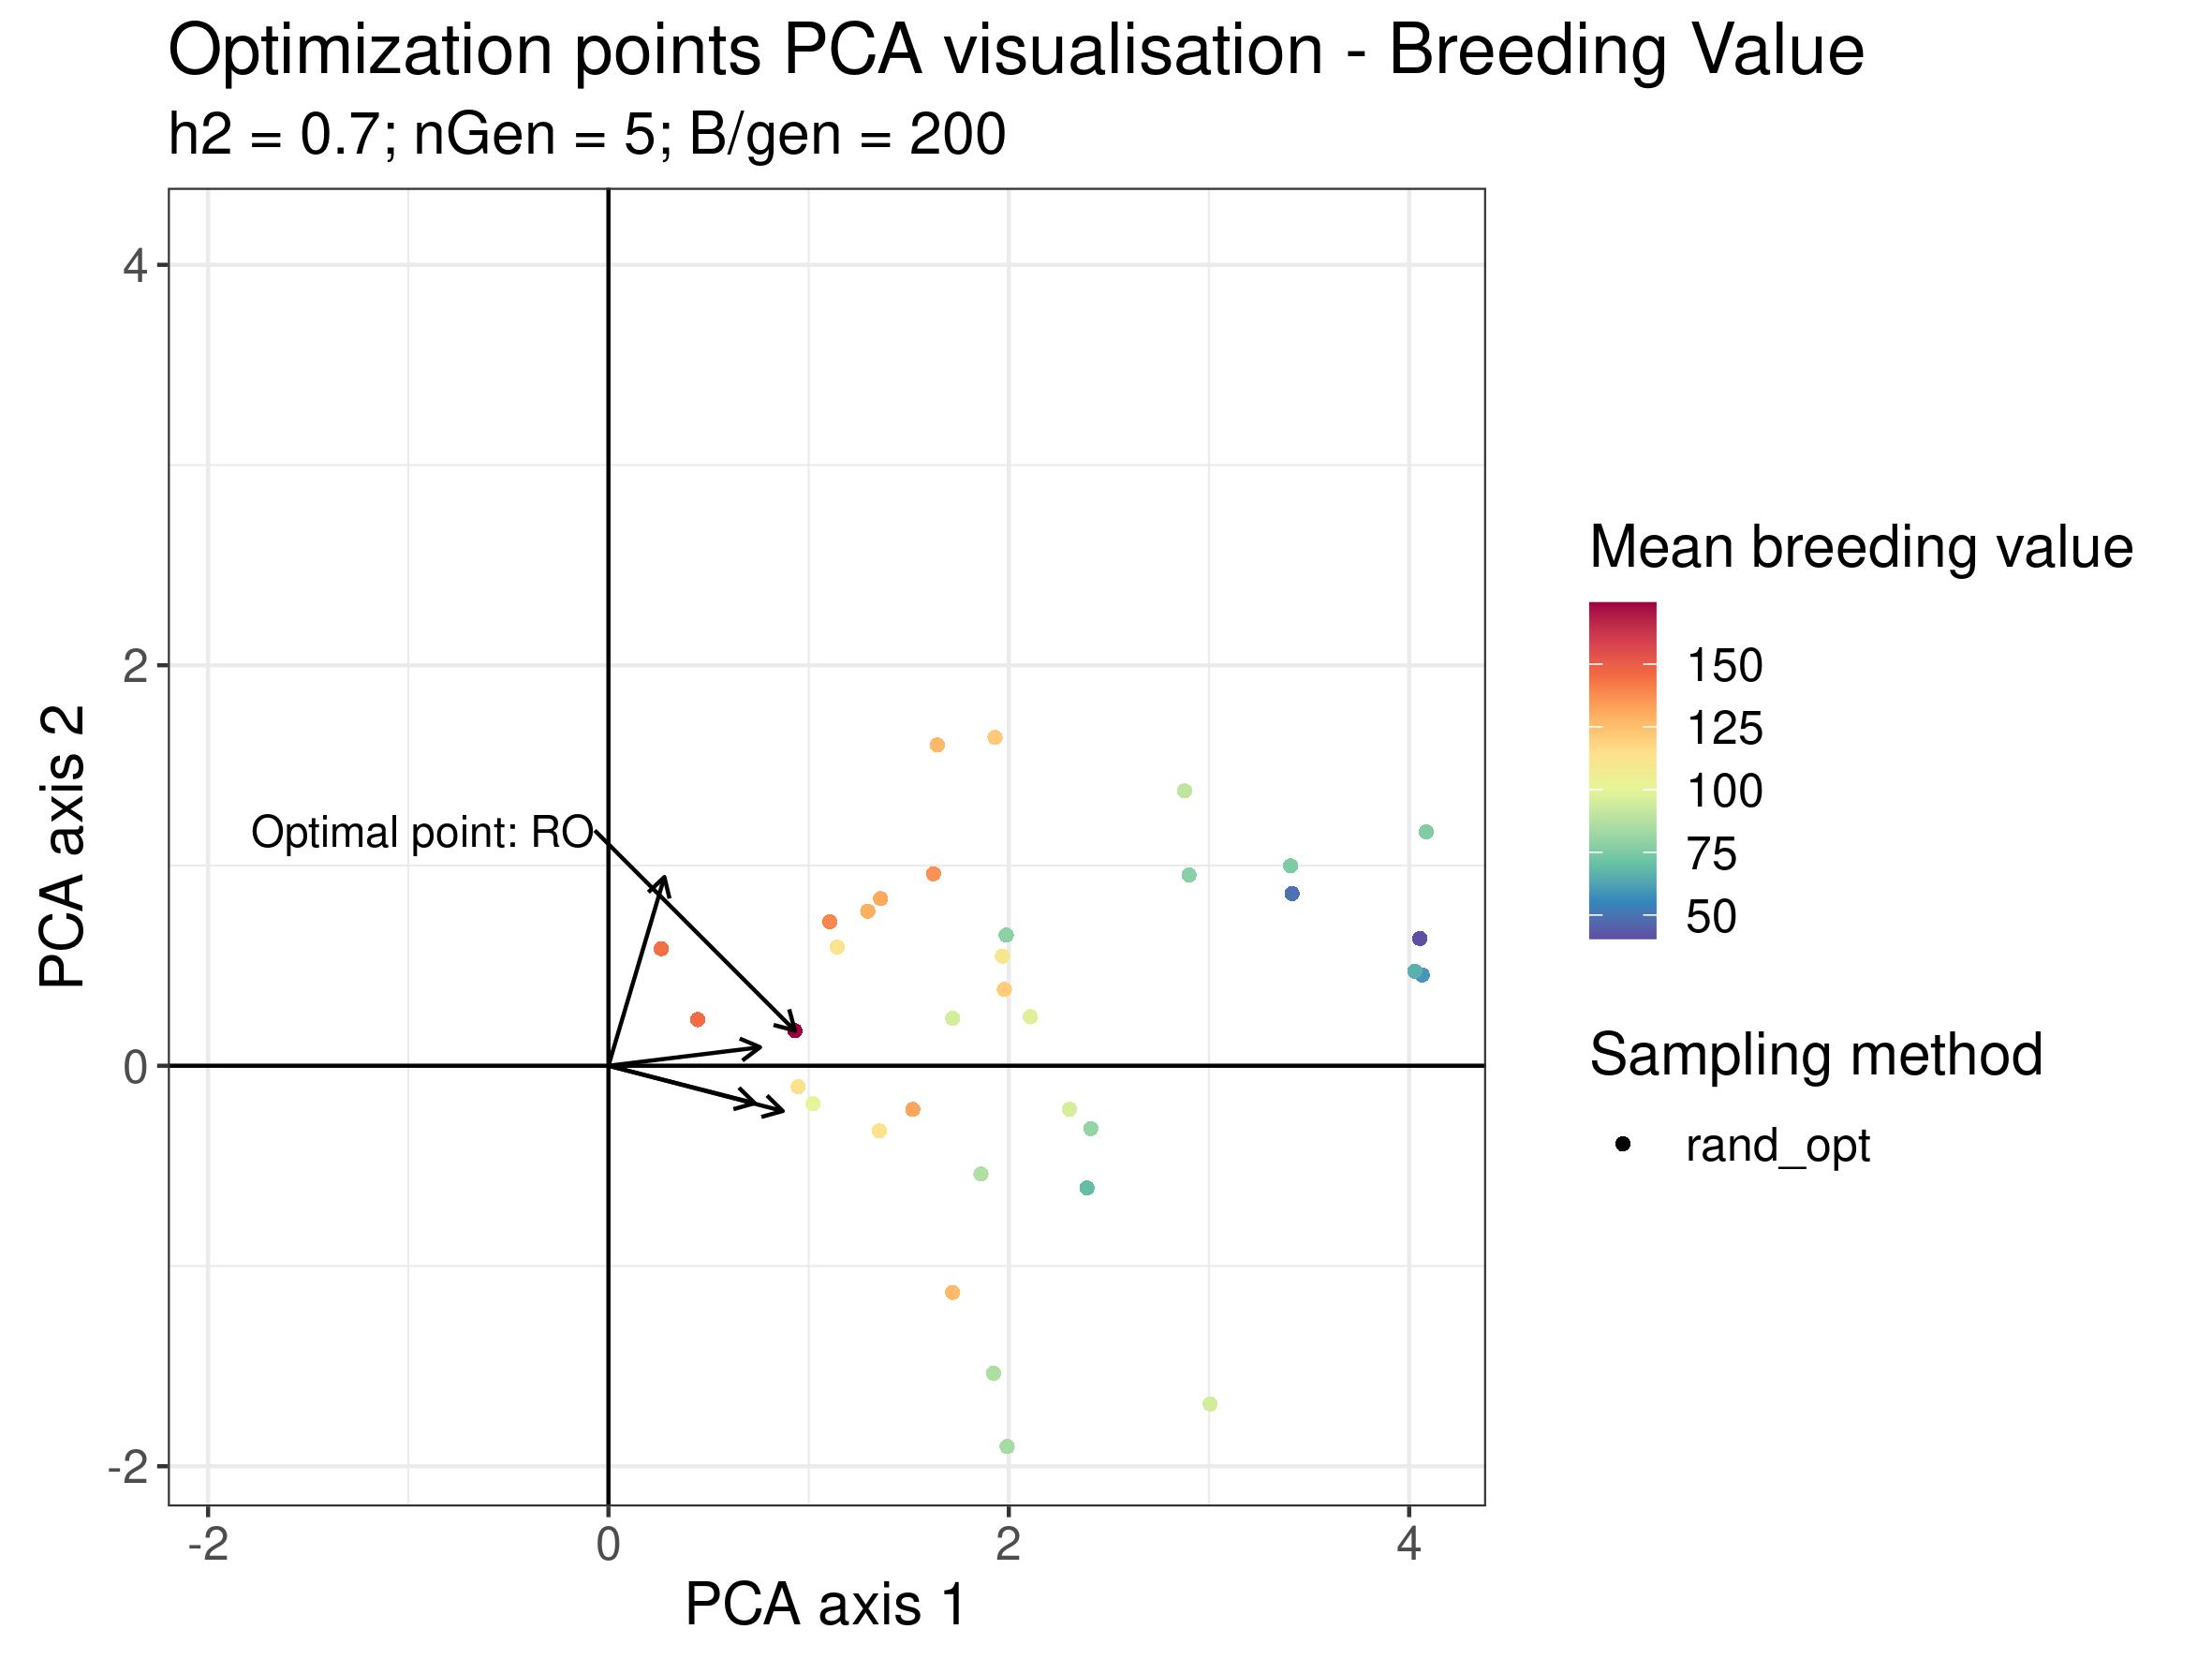 Optimization points PCA visualisation - Breeding Value
h2 = 0.7; nGen = 5; B/gen = 200
4
2
0
-2
PCA axis 2
Optimal point: RO
-2
0
2
4
PCA axis 1
Mean breeding value
150
125
100
75
50
Sampling method
rand_opt